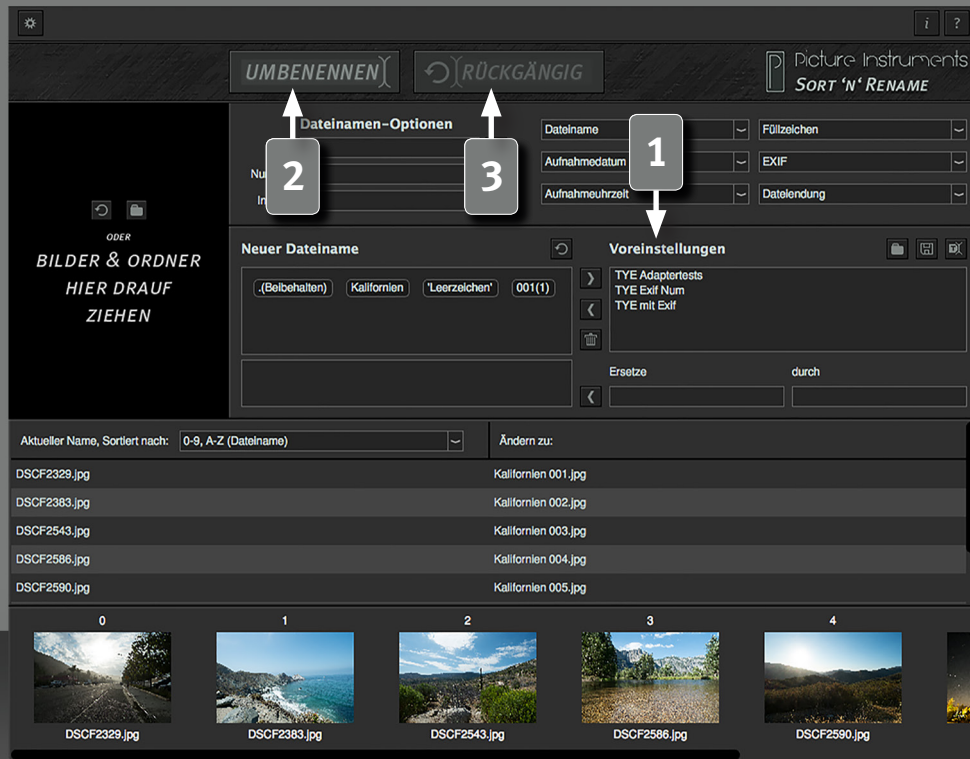 i ?
UMBENENNEN RÜCKGÄNGIG
Picture Instruments
SORT ‘N‘ RENAME
Dateinamen-Optionen
Dateiname Füllzeichen
Aufnahmedatum EXIF
Aufnahmeuhrzeit Dateiendung
1
2
3
ODER
BILDER & ORDNER
HIER DRAUF
ZIEHEN
Neuer Dateiname
.(Beibehalten) Kalifornien 'Leerzeichen' 001(1)
Voreinstellungen
TYE Adaptertests
TYE Exif Num
TYE mit Exif
Ersetze durch
Aktueller Name, Sortiert nach: 0-9, A-Z (Dateiname) Ändern zu:
DSCF2329.jpg Kalifornien 001.jpg
DSCF2383.jpg Kalifornien 002.jpg
DSCF2543.jpg Kalifornien 003.jpg
DSCF2586.jpg Kalifornien 004.jpg
DSCF2590.jpg Kalifornien 005.jpg
0 1 2 3 4
DSCF2329.jpg DSCF2383.jpg DSCF2543.jpg DSCF2586.jpg DSCF2590.jpg